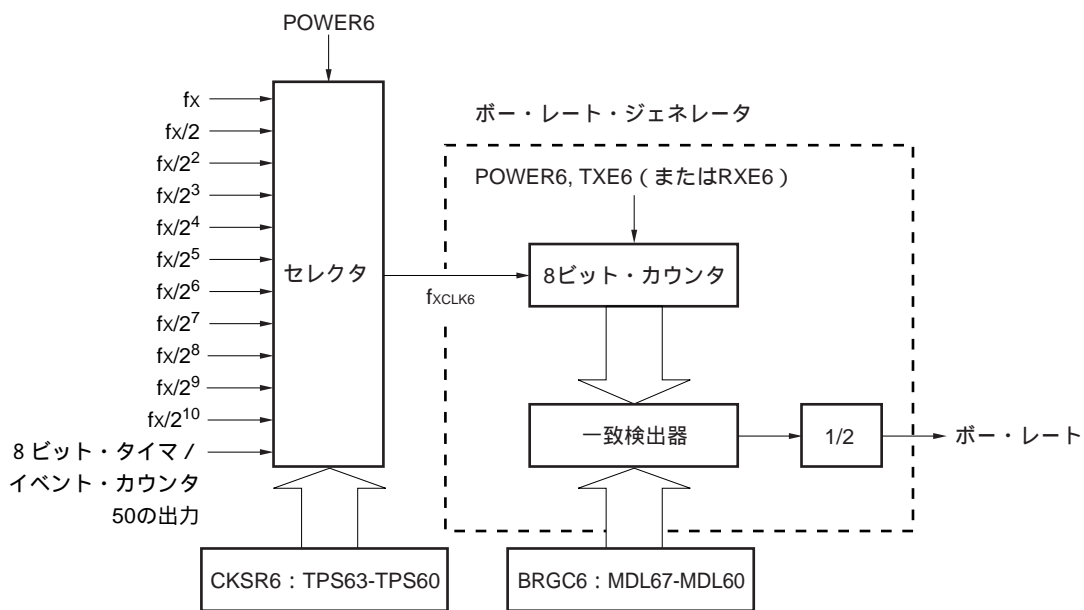 POWER6
fX
fX/2
fX/2²
fX/2³
fX/2⁴
fX/2⁵
fX/2⁶
fX/2⁷
fX/2⁸
fX/2⁹
fX/2¹⁰
8 ビット・タイマ /
イベント・カウンタ
50の出力
セレクタ
fXCLK6
ボー・レート・ジェネレータ
POWER6, TXE6（またはRXE6）
8ビット・カウンタ
一致検出器
1/2
ボー・レート
CKSR6：TPS63-TPS60
BRGC6：MDL67-MDL60